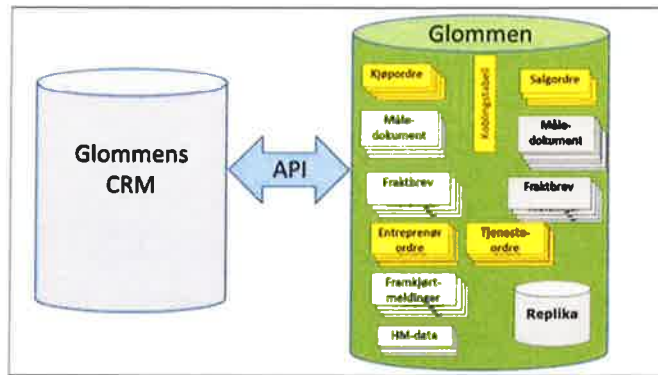 Glommen
Kjøpordre
Koblingstabell
Salgordre
Måle-
dokument
Måle-
dokument
Glommens
CRM
API
Fraktbrev
Fraktbrev
Entreprenør
ordre
Tjeneste-
ordre
Framkjørt-
meldinger
Replika
HM-data